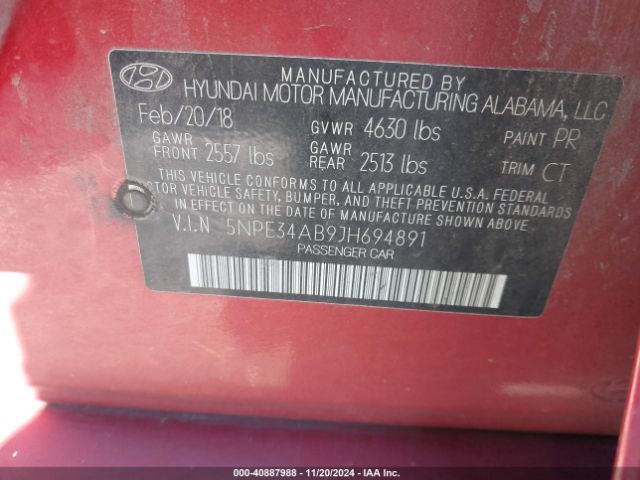 MANUFACTURED BY
HYUNDAI MOTOR MANUFACTURING ALABAMA, LLC
Feb/20/18 GVWR 4630 lbs PAINT PR
GAWR FRONT 2557 lbs GAWR REAR 2513 lbs TRIM CT
THIS VEHICLE CONFORMS TO ALL APPLICABLE U.S.A. FEDERAL
MOTOR VEHICLE SAFETY, BUMPER, AND THEFT PREVENTION STANDARDS
IN EFFECT ON THE DATE OF MANUFACTURE SHOWN ABOVE.
V.I.N 5NPE34AB9JH694891
PASSENGER CAR
000-40887988 - 11/20/2024 - IAA Inc.